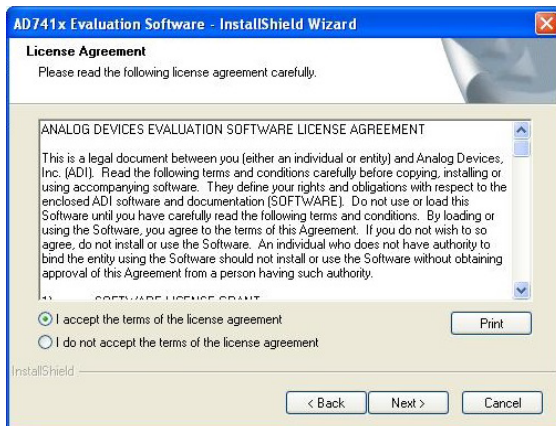 AD741x Evaluation Software - InstallShield Wizard
License Agreement
Please read the following license agreement carefully.
ANALOG DEVICES EVALUATION SOFTWARE LICENSE AGREEMENT
This is a legal document between you (either an individual or entity) and Analog Devices,
Inc. (ADI). Read the following terms and conditions carefully before copying, installing or
using accompanying software. They define your rights and obligations with respect to the
enclosed ADI software and documentation (SOFTWARE). Do not use or load this
Software until you have carefully read the following terms and conditions. By loading or
using the Software, you agree to the terms of this Agreement. If you do not wish to so
agree, do not install or use the Software. An individual who does not have authority to
bind the entity using the Software should not install or use the Software without obtaining
approval of this Agreement from a person having such authority.
1) SOFTWARE LICENSE GRANT
I accept the terms of the license agreement
Print
I do not accept the terms of the license agreement
InstallShield
< Back
Next >
Cancel